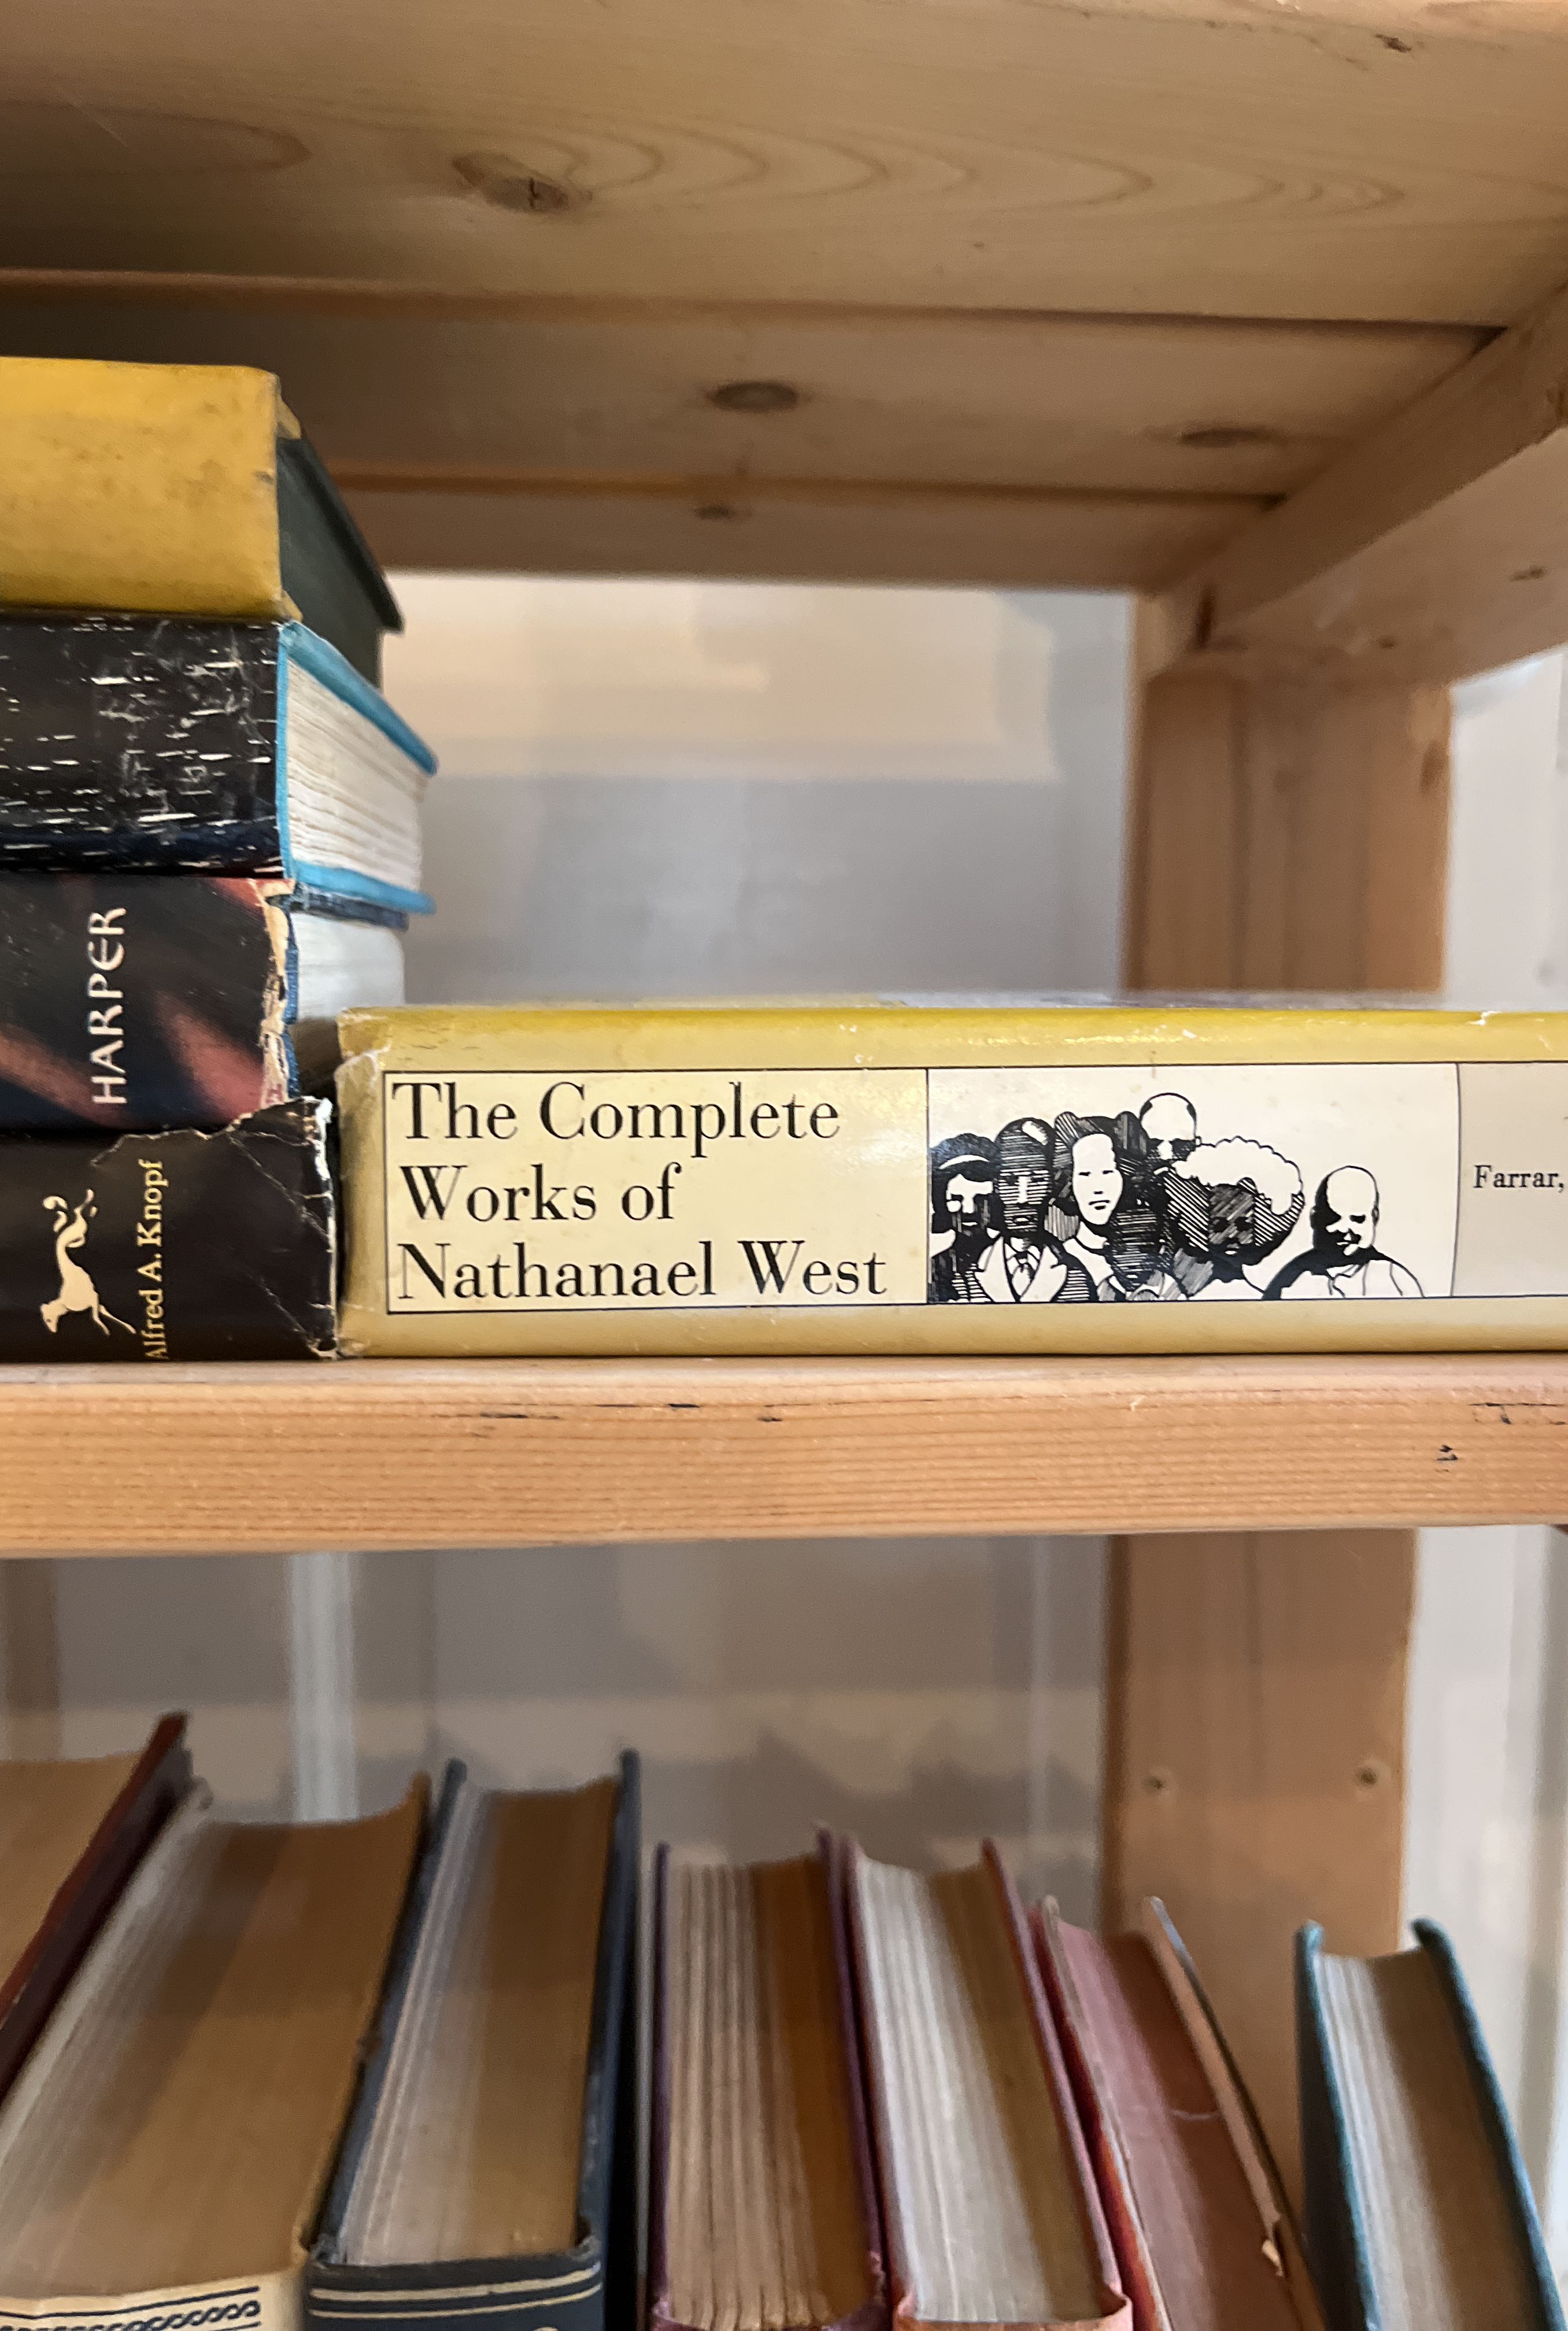 HARPER
Alfred A. Knopf
The Complete
Works of
Nathanael West
Farrar,